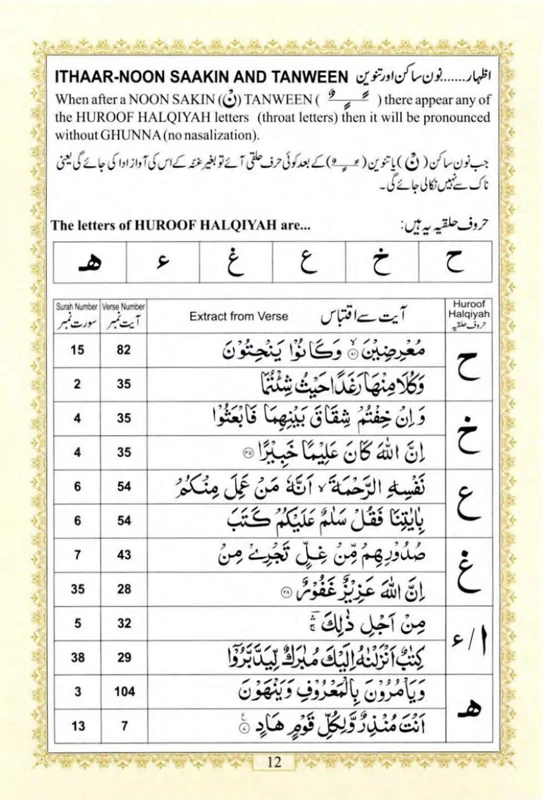 ITHAAR-NOON SAAKIN AND TANWEEN اظہار......نون ساکن اور تنوین
When after a NOON SAKIN (نْ) TANWEEN ( ـًـٍـٌ ) there appear any of
the HUROOF HALQIYAH letters (throat letters) then it will be pronounced
without GHUNNA (no nasalization).
جب نون ساکن ( نْ ) یا تنوین ( ـًـٍـٌ ) کے بعد کوئی حرف حلقی آئے تو بغیر غنہ کے اس کی آواز ادا کی جائے گی یعنی
ناک سے نہیں نکالی جائے گی۔
The letters of HUROOF HALQIYAH are... حروف حلقیہ یہ ہیں:
ح خ ع غ ء ھ
Surah Number Verse Number Extract from Verse آیت سے اقتباس Huroof Halqiyah
سورت نمبر آیت نمبر حروف حلقیہ
15 82 مُعْرِضِيْنَ ۙ۸۱ وَكَانُوْا يَنْحِتُوْنَ ح
2 35 وَكُلَا مِنْهَا رَغَدًا حَيْثُ شِئْتُمَا
4 35 وَاِنْ خِفْتُمْ شِقَاقَ بَيْنِهِمَا فَابْعَثُوْا خ
4 35 اِنَّ اللهَ كَانَ عَلِيْمًا خَبِيْرًا ۳۵
6 54 نَفْسِهِ الرَّحْمَةَ ۙ اَنَّهٗ مَنْ عَمِلَ مِنْكُمْ ع
6 54 بِاٰيٰتِنَا فَقُلْ سَلٰمٌ عَلَيْكُمْ كَتَبَ
7 43 صُدُوْرِهِمْ مِّنْ غِلٍّ تَجْرِيْ مِنْ غ
35 28 اِنَّ اللهَ عَزِيْزٌ غَفُوْرٌ ۲۸
5 32 مِنْ اَجْلِ ذٰلِكَ ا/ء
38 29 كِتٰبٌ اَنْزَلْنٰهُ اِلَيْكَ مُبٰرَكٌ لِّيَدَّبَّرُوْٓا
3 104 وَيَاْمُرُوْنَ بِالْمَعْرُوْفِ وَيَنْهَوْنَ ھ
13 7 اَنْتَ مُنْذِرٌ وَّلِكُلِّ قَوْمٍ هَادٍ ۷
12